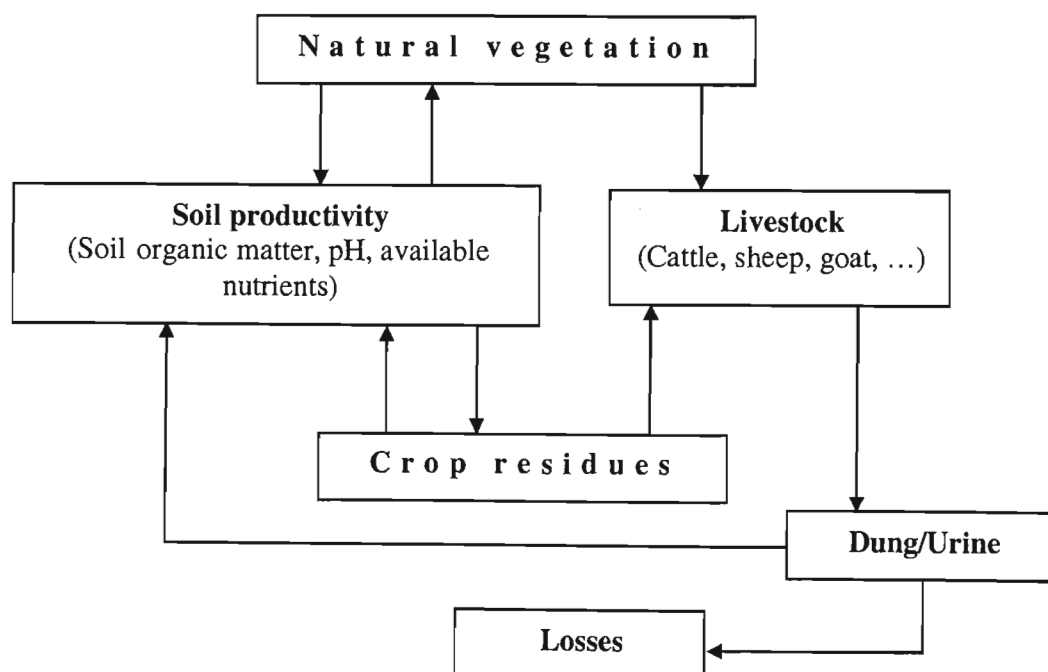 Natural vegetation
Soil productivity
(Soil organic matter, pH, available
nutrients)
Livestock
(Cattle, sheep, goat, ...)
Crop residues
Dung/Urine
Losses